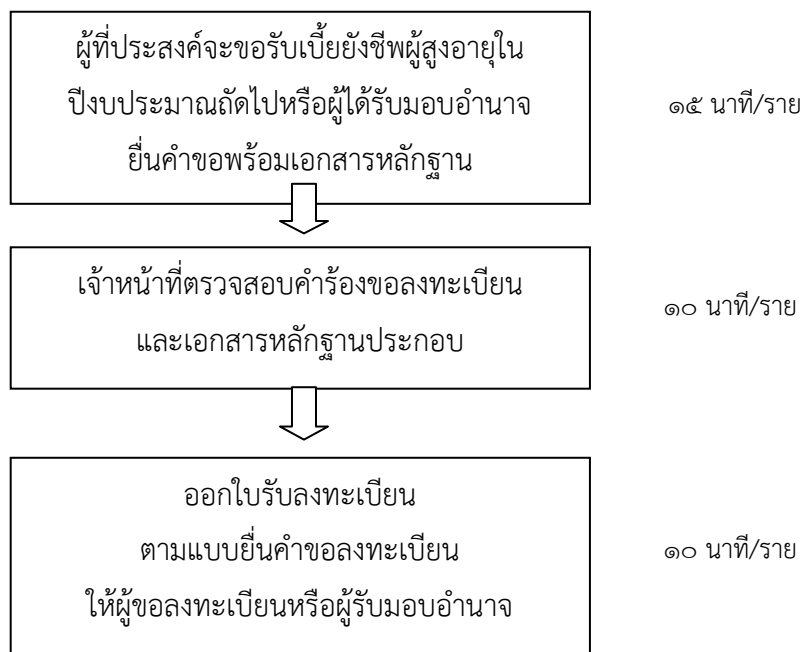 ผู้ที่ประสงค์จะขอรับเบี้ยยังชีพผู้สูงอายุใน
ปีงบประมาณถัดไปหรือผู้ได้รับมอบอำนาจ
ยื่นคำขอพร้อมเอกสารหลักฐาน
๑๕ นาที/ราย
เจ้าหน้าที่ตรวจสอบคำร้องขอลงทะเบียน
และเอกสารหลักฐานประกอบ
๑๐ นาที/ราย
ออกใบรับลงทะเบียน
ตามแบบยื่นคำขอลงทะเบียน
ให้ผู้ขอลงทะเบียนหรือผู้รับมอบอำนาจ
๑๐ นาที/ราย